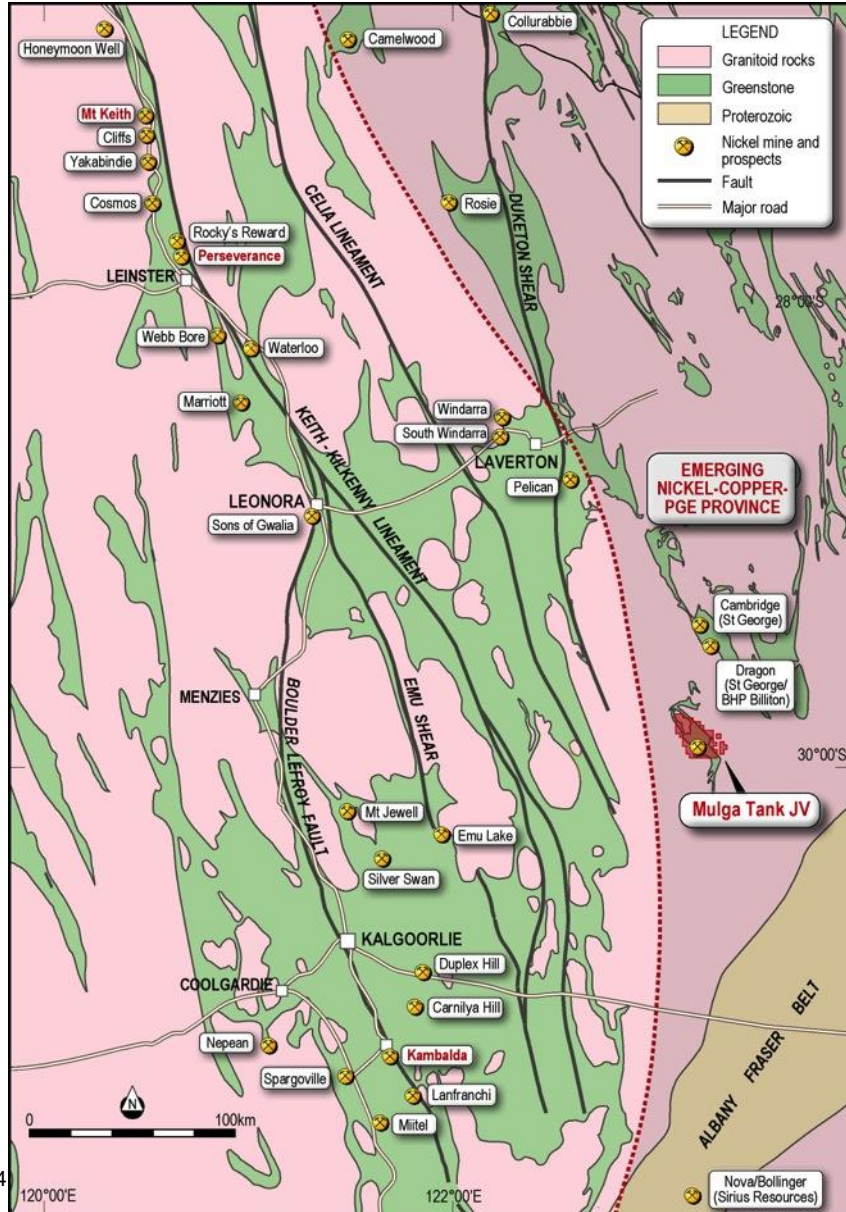 Honeymoon Well
Camelwood
Collurabbie
LEGEND
Granitoid rocks
Greenstone
Proterozoic
Nickel mine and
prospects
Fault
Major road
Mt Keith
Cliffs
Yakabindie
Cosmos
Rocky's Reward
Perseverance
LEINSTER
CELIA LINEAMENT
Rosie
DUKETON SHEAR
28°00'S
Webb Bore
Waterloo
Marriott
KEITH - KILKENNY LINEAMENT
Windarra
South Windarra
LAVERTON
Pelican
EMERGING
NICKEL-COPPER-
PGE PROVINCE
LEONORA
Sons of Gwalia
Cambridge
(St George)
Dragon
(St George/
BHP Billiton)
MENZIES
BOULDER LEFROY FAULT
EMU SHEAR
30°00'S
Mulga Tank JV
Mt Jewell
Emu Lake
Silver Swan
KALGOORLIE
COOLGARDIE
Duplex Hill
Carnilya Hill
Nepean
Kambalda
Spargoville
Lanfranchi
Miitel
ALBANY FRASER BELT
N
0
100km
Nova/Bollinger
(Sirius Resources)
4)
120°00'E
122°00'E